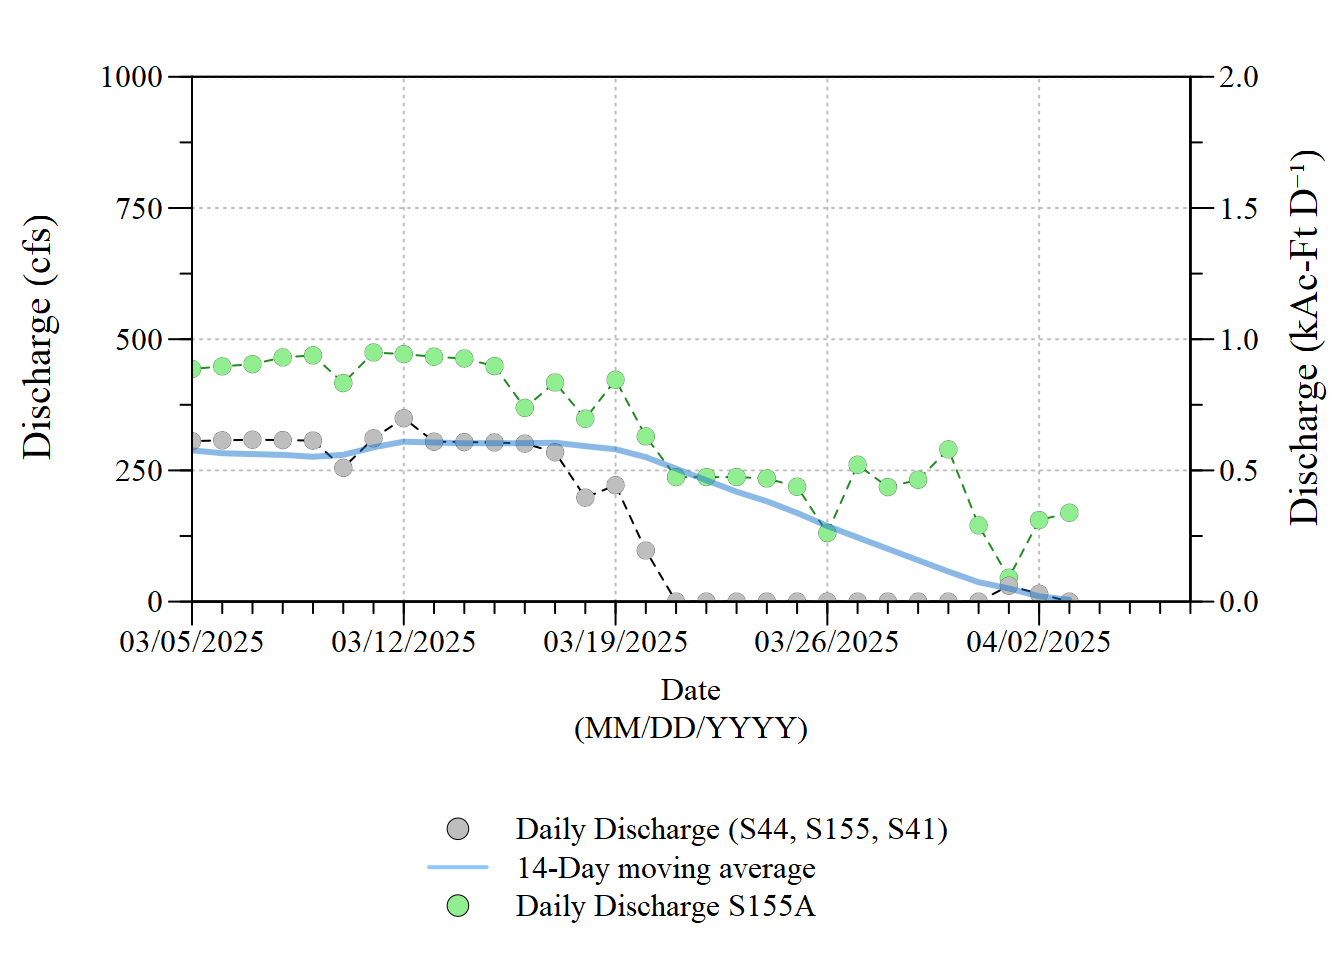 1000
750
500
250
0
Discharge (cfs)
2.0
1.5
1.0
0.5
0.0
Discharge (kAc-Ft D⁻¹)
03/05/2025 03/12/2025 03/19/2025 03/26/2025 04/02/2025
Date
(MM/DD/YYYY)
Daily Discharge (S44, S155, S41)
14-Day moving average
Daily Discharge S155A